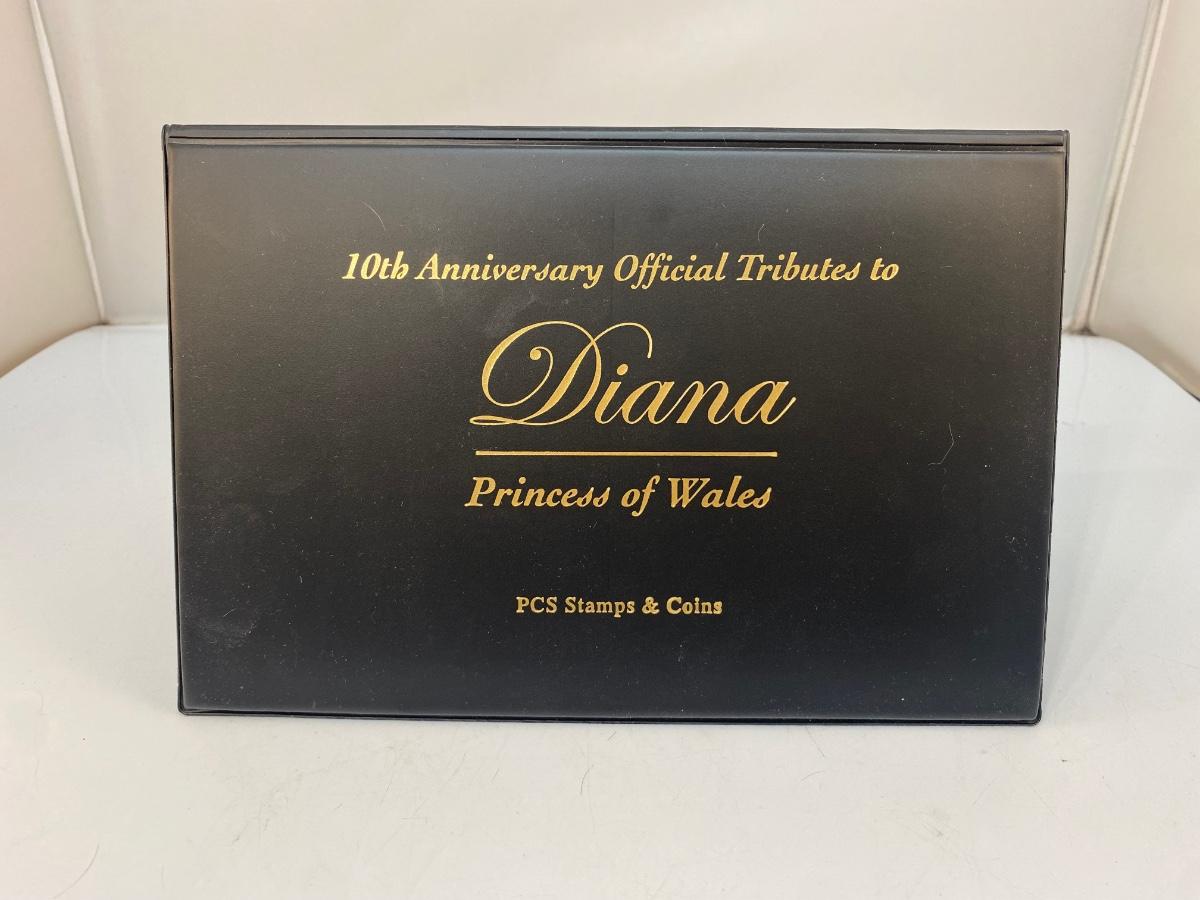 10th Anniversary Official Tributes to
Diana
Princess of Wales
PCS Stamps & Coins